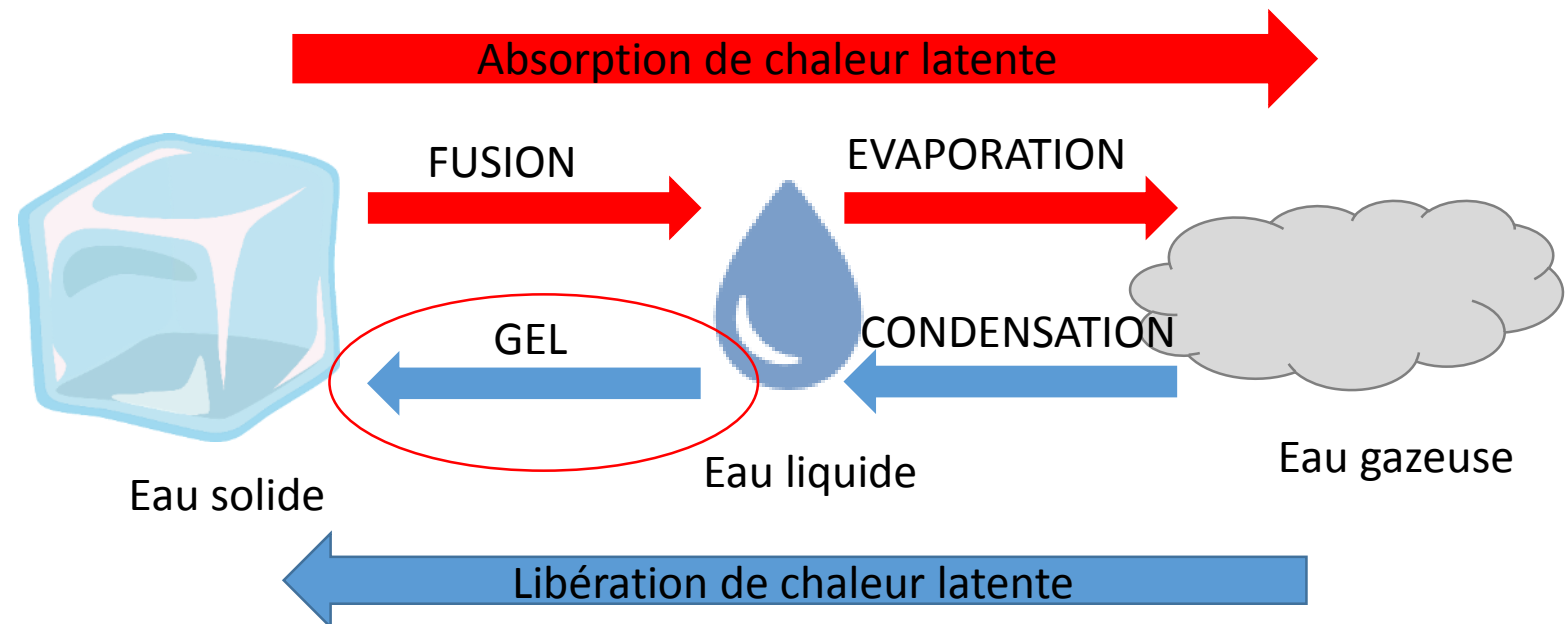 Absorption de chaleur latente
FUSION
EVAPORATION
GEL
CONDENSATION
Eau solide
Eau liquide
Eau gazeuse
Libération de chaleur latente